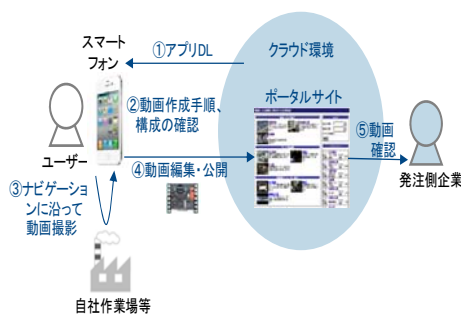 スマート
フォン
①アプリDL
クラウド環境
②動画作成手順、
構成の確認
ポータルサイト
ユーザー
④動画編集・公開
⑤動画
確認
発注側企業
③ナビゲーショ
ンに沿って
動画撮影
自社作業場等